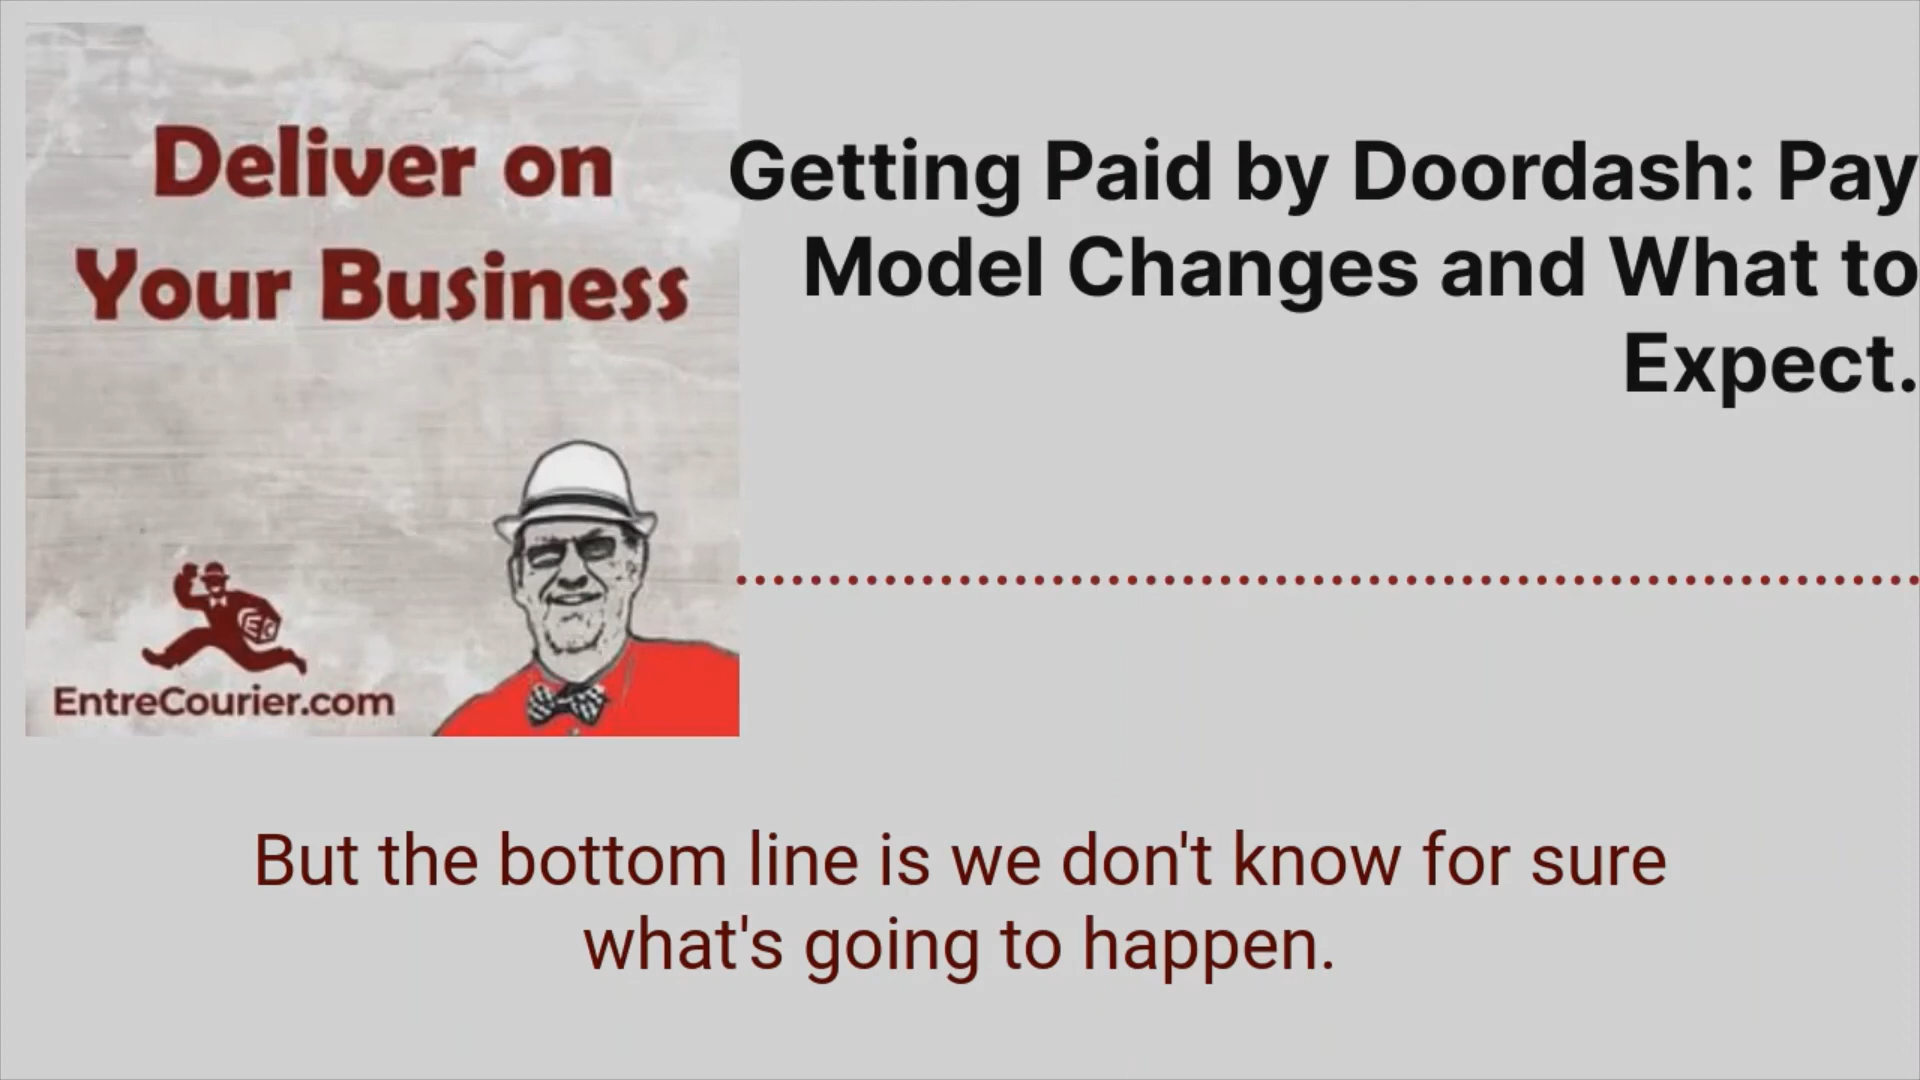 Deliver on
Your Business
EC
EntreCourier.com
Getting Paid by Doordash: Pay
Model Changes and What to
Expect.
But the bottom line is we don't know for sure
what's going to happen.